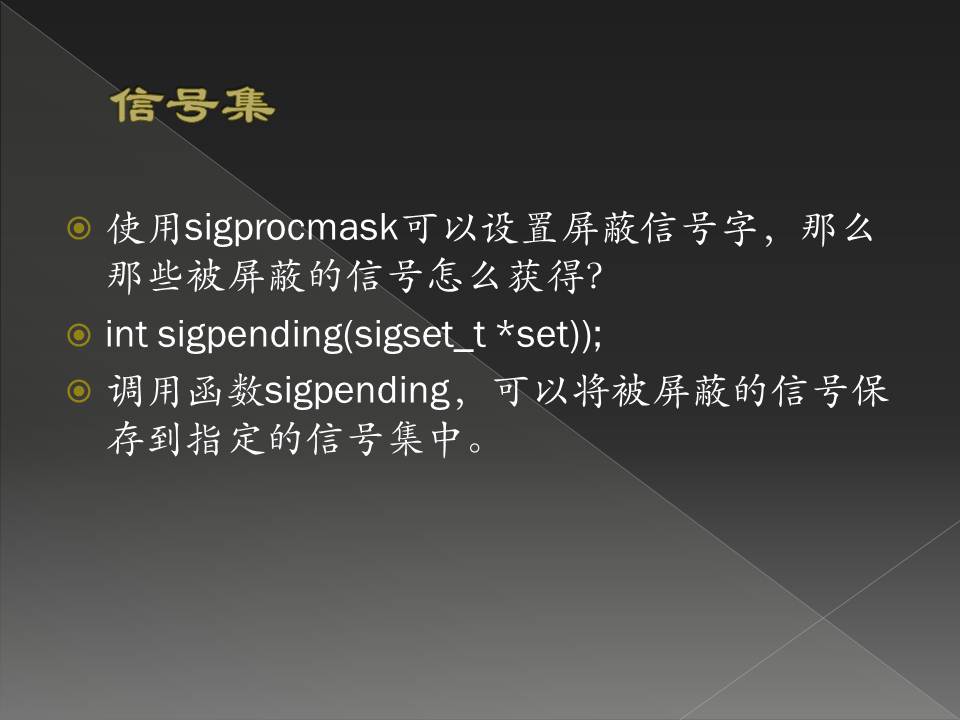 信号集
使用sigprocmask可以设置屏蔽信号字，那么
那些被屏蔽的信号怎么获得?
int sigpending(sigset_t *set));
调用函数sigpending，可以将被屏蔽的信号保
存到指定的信号集中。